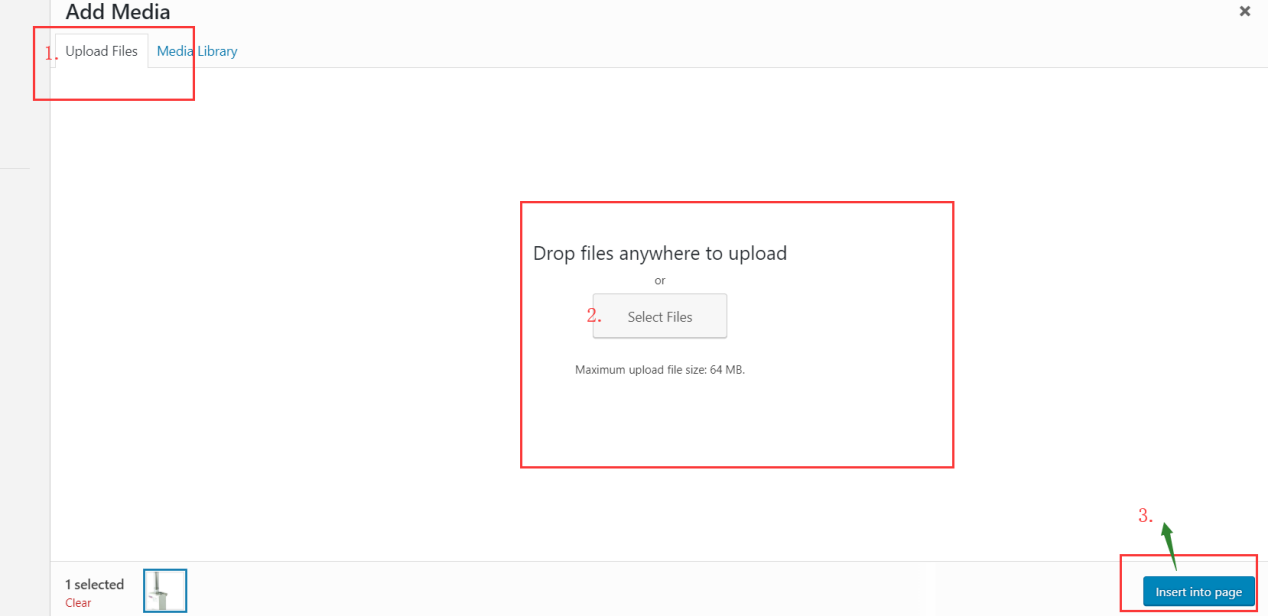 Add Media
1. Upload Files Media Library
Drop files anywhere to upload
or
2. Select Files
Maximum upload file size: 64 MB.
3.
1 selected
Clear
Insert into page